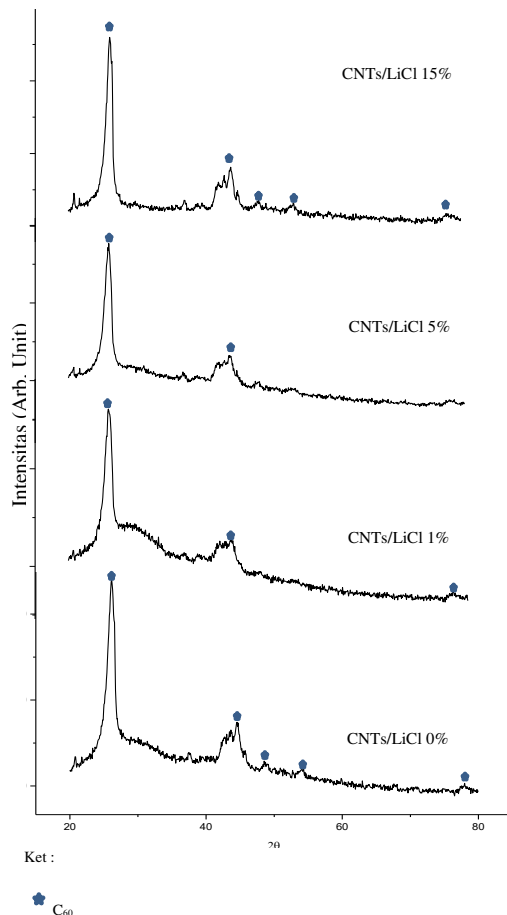 CNTs/LiCl 15%
CNTs/LiCl 5%
Intensitas (Arb. Unit)
CNTs/LiCl 1%
CNTs/LiCl 0%
20 40 60 80
2θ
Ket :
C₆₀